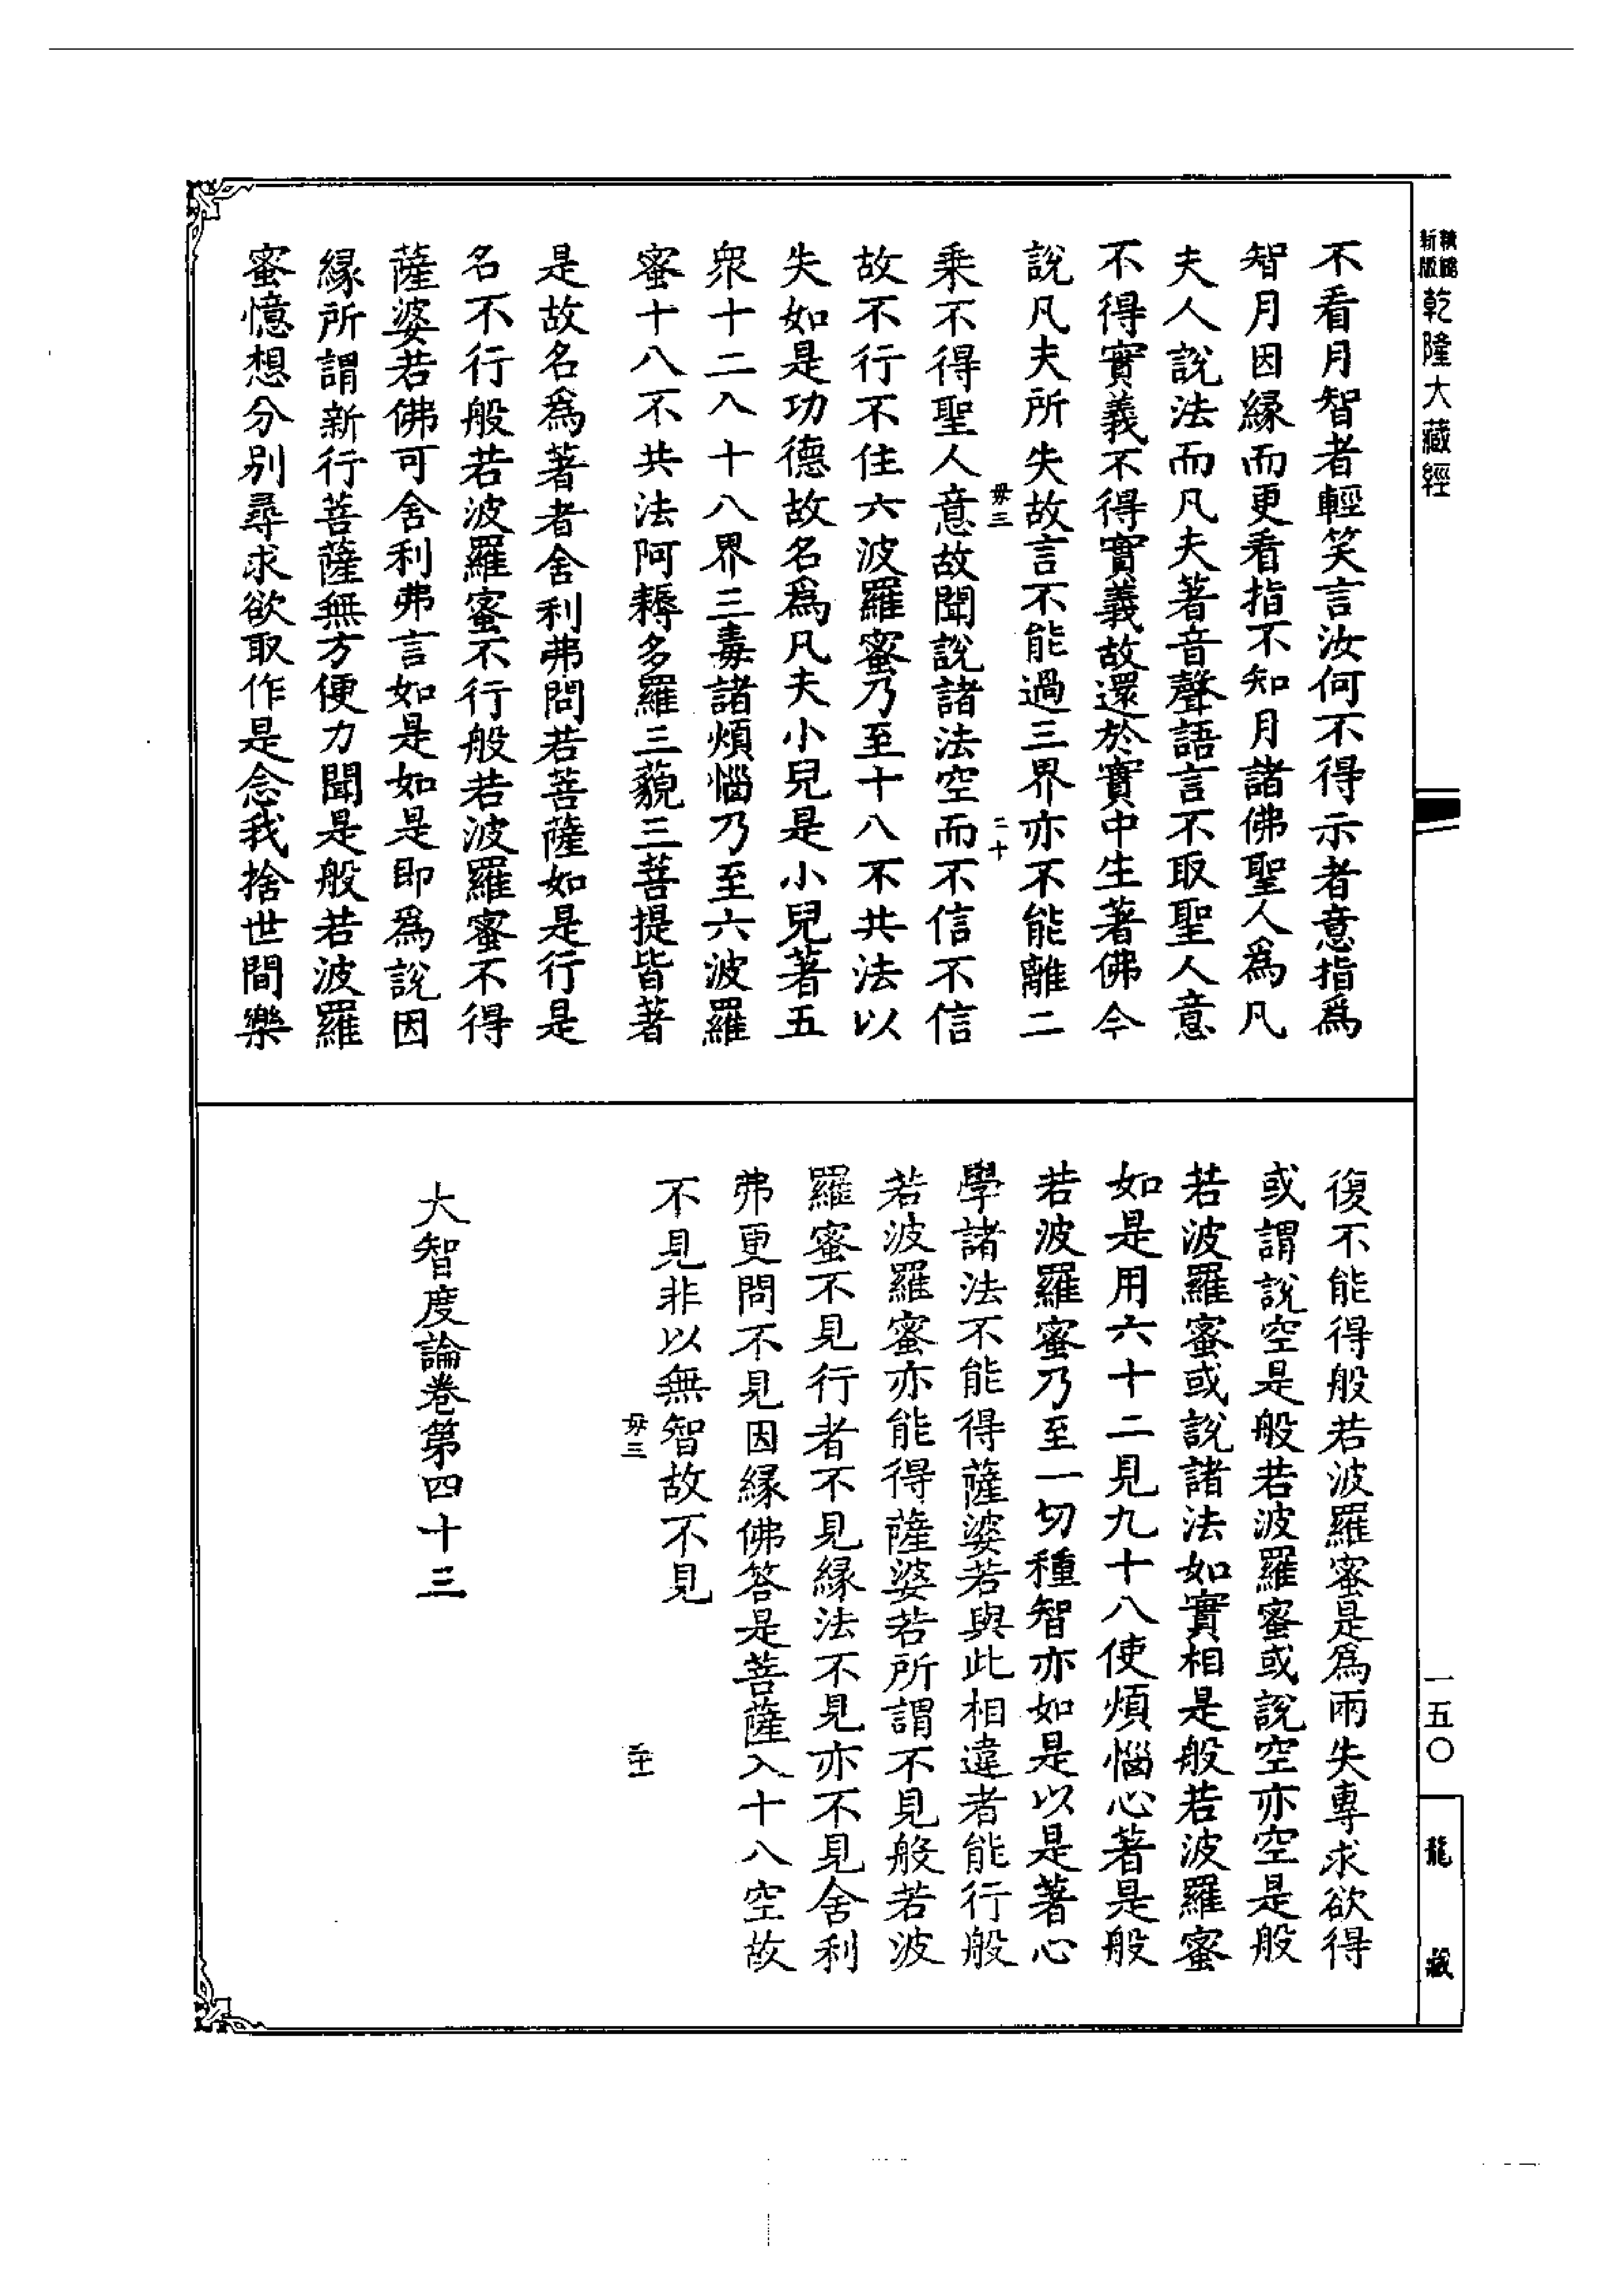 新版
乾隆大藏經
不看月智者輕笑言汝何不得示者意指爲
智月因緣而更看指不知月諸佛聖人爲凡
夫人說法而凡夫著音聲語言不取聖人意
不得實義不得實義故還於實中生著佛今
說凡夫所失故言不能過三界亦不能離二
毋三
二十
乘不得聖人意故聞說諸法空而不信不信
故不行不住六波羅蜜乃至十八不共法以
失如是功德故名爲凡夫小兒是小兒著五
衆十二入十八界三毒諸煩惱乃至六波羅
蜜十八不共法阿耨多羅三藐三菩提皆著
是故名爲著者舍利弗問若菩薩如是行是
名不行般若波羅蜜不行般若波羅蜜不得
薩婆若佛可舍利弗言如是如是即爲說因
緣所謂新行菩薩無方便力聞是般若波羅
蜜憶想分別尋求欲取作是念我捨世間樂
復不能得般若波羅蜜是爲兩失專求欲得
或謂說空是般若波羅蜜或說空亦空是般
若波羅蜜或說諸法如實相是般若波羅蜜
如是用六十二見九十八使煩惱心著是般
若波羅蜜乃至一切種智亦如是以是著心
學諸法不能得薩婆若與此相違者能行般
若波羅蜜亦能得薩婆若所謂不見般若波
羅蜜不見行者不見緣法不見亦不見舍利
弗更問不見因緣佛答是菩薩入十八空故
不見非以無智故不見
毋三
大智度論卷第四十三
一五〇
龍藏